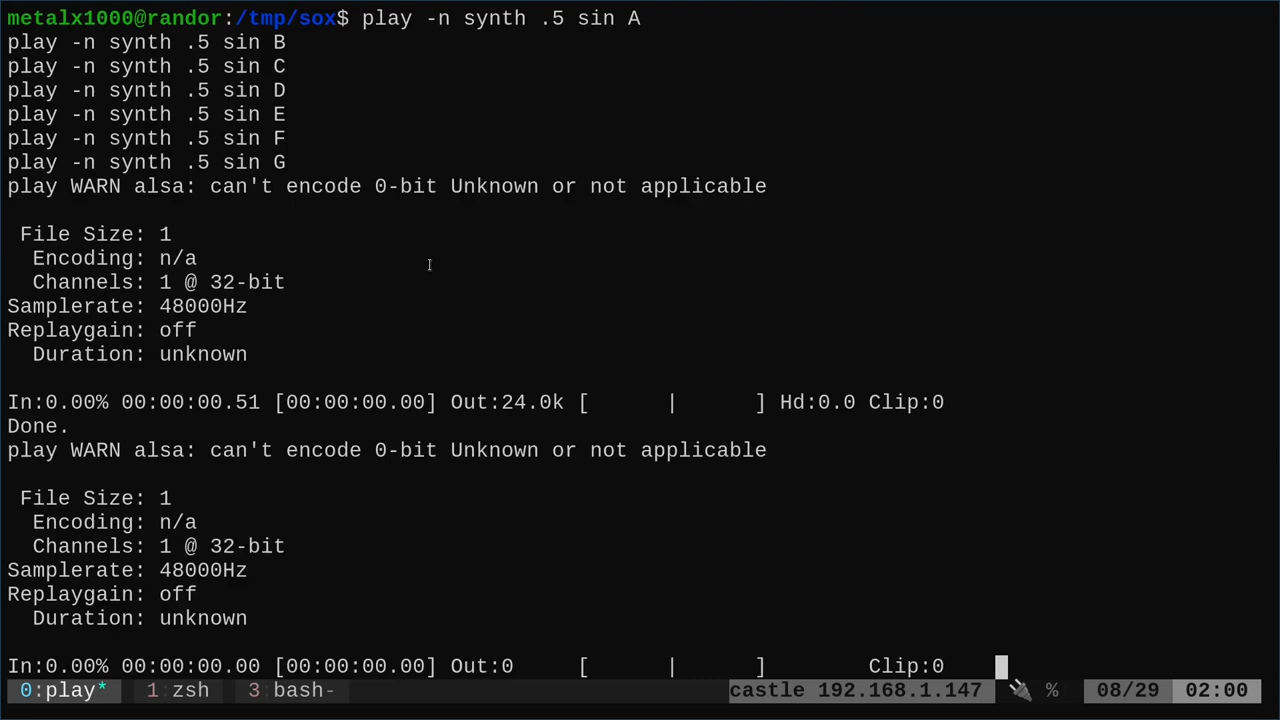 metalx1000@randor:/tmp/sox$ play -n synth .5 sin A
play -n synth .5 sin B
play -n synth .5 sin C
play -n synth .5 sin D
play -n synth .5 sin E
play -n synth .5 sin F
play -n synth .5 sin G
play WARN alsa: can't encode 0-bit Unknown or not applicable
File Size: 1
Encoding: n/a
Channels: 1 @ 32-bit
Samplerate: 48000Hz
Replaygain: off
Duration: unknown
In:0.00% 00:00:00.51 [00:00:00.00] Out:24.0k [      |      ] Hd:0.0 Clip:0
Done.
play WARN alsa: can't encode 0-bit Unknown or not applicable
File Size: 1
Encoding: n/a
Channels: 1 @ 32-bit
Samplerate: 48000Hz
Replaygain: off
Duration: unknown
In:0.00% 00:00:00.00 [00:00:00.00] Out:0     [      |      ]        Clip:0
0:play* 1:zsh 3:bash- castle 192.168.1.147 🔌 % 08/29 02:00